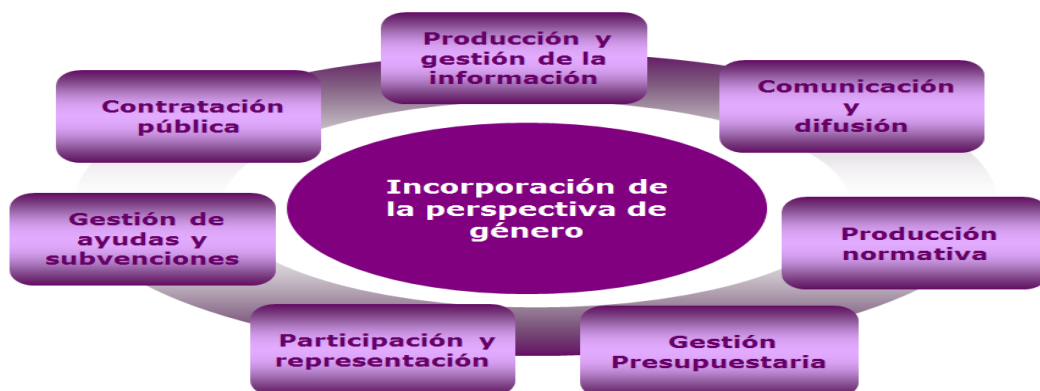 Producción y
gestión de la
información
Comunicación
y
difusión
Contratación
pública
Incorporación de
la perspectiva de
género
Gestión de
ayudas y
subvenciones
Producción
normativa
Participación y
representación
Gestión
Presupuestaria